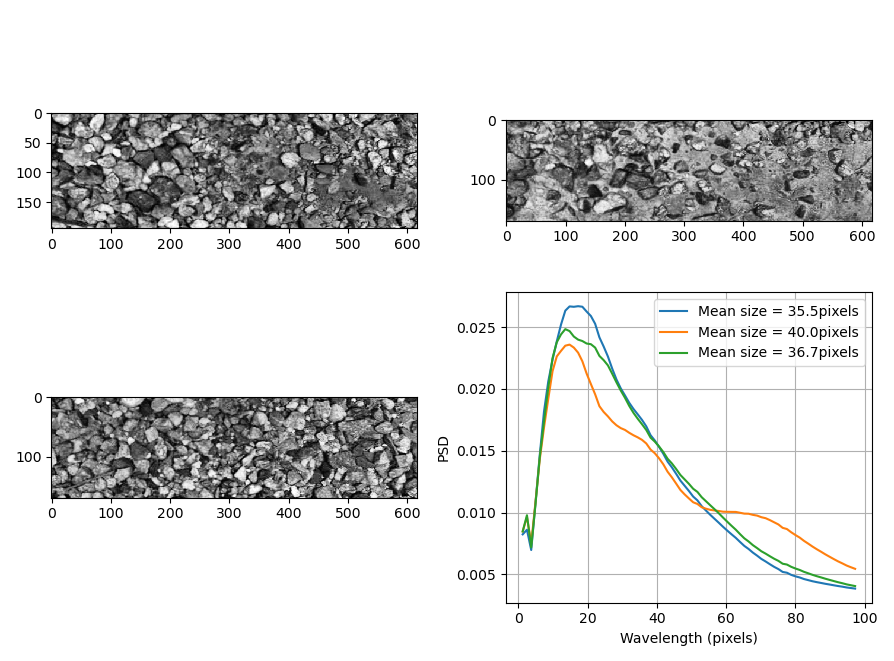 0
50
100
150
0 100 200 300 400 500 600
0
100
0 100 200 300 400 500 600
0
100
0 100 200 300 400 500 600
Mean size = 35.5pixels
Mean size = 40.0pixels
Mean size = 36.7pixels
0.025
0.020
0.015
0.010
0.005
PSD
0 20 40 60 80 100
Wavelength (pixels)